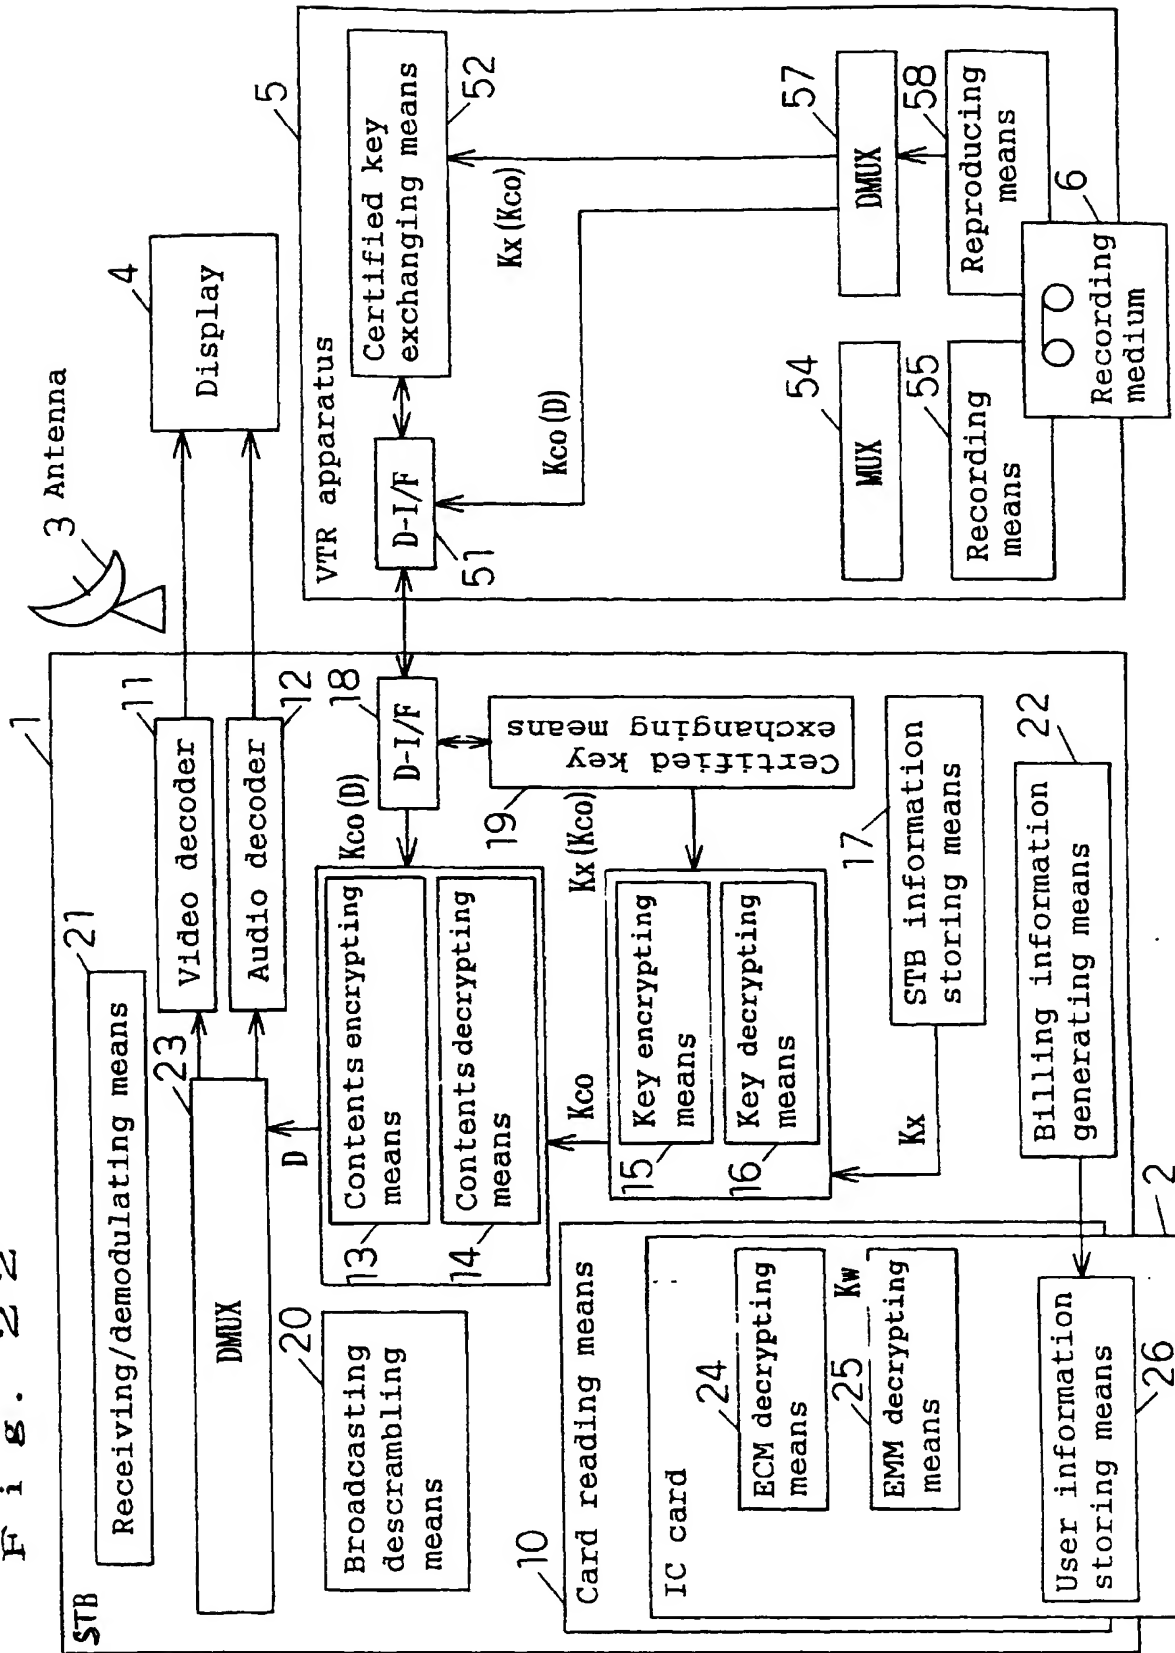 Fig. 22
STB
1
Receiving/demodulating means
21
DMUX
23
Video decoder
11
Audio decoder
12
3 Antenna
Display
4
D
Broadcasting
descrambling
means
20
Contents encrypting
means
13
Contents decrypting
means
14
Kco(D)
D-I/F
18
Certified key
exchanging means
19
Kx(Kco)
Kco
Key encrypting
means
15
Key decrypting
means
16
Kx
STB information
storing means
17
Billing information
generating means
22
10
Card reading means
IC card
2
ECM decrypting
means
24
Kw
EMM decrypting
means
25
User information
storing means
26
VTR apparatus
5
D-I/F
51
Certified key
exchanging means
52
Kx(Kco)
Kco(D)
MUX
54
Recording
means
55
DMUX
57
Reproducing
means
58
Recording
medium
6